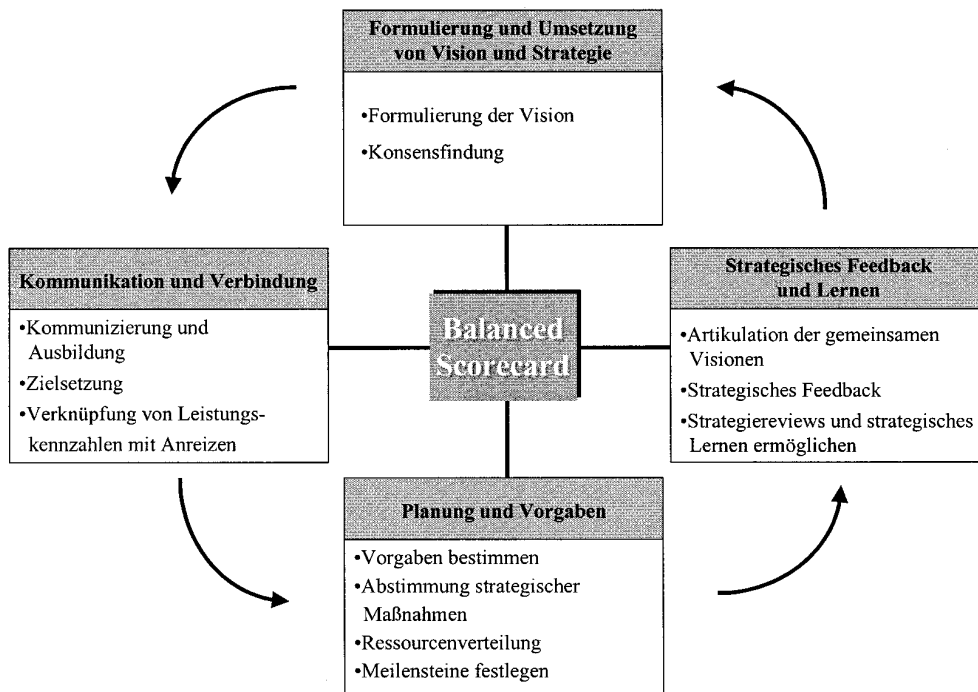 Formulierung und Umsetzung
von Vision und Strategie
•Formulierung der Vision
•Konsensfindung
Kommunikation und Verbindung
•Kommunizierung und
Ausbildung
•Zielsetzung
•Verknüpfung von Leistungs-
kennzahlen mit Anreizen
Balanced
Scorecard
Strategisches Feedback
und Lernen
•Artikulation der gemeinsamen
Visionen
•Strategisches Feedback
•Strategiereviews und strategisches
Lernen ermöglichen
Planung und Vorgaben
•Vorgaben bestimmen
•Abstimmung strategischer
Maßnahmen
•Ressourcenverteilung
•Meilensteine festlegen